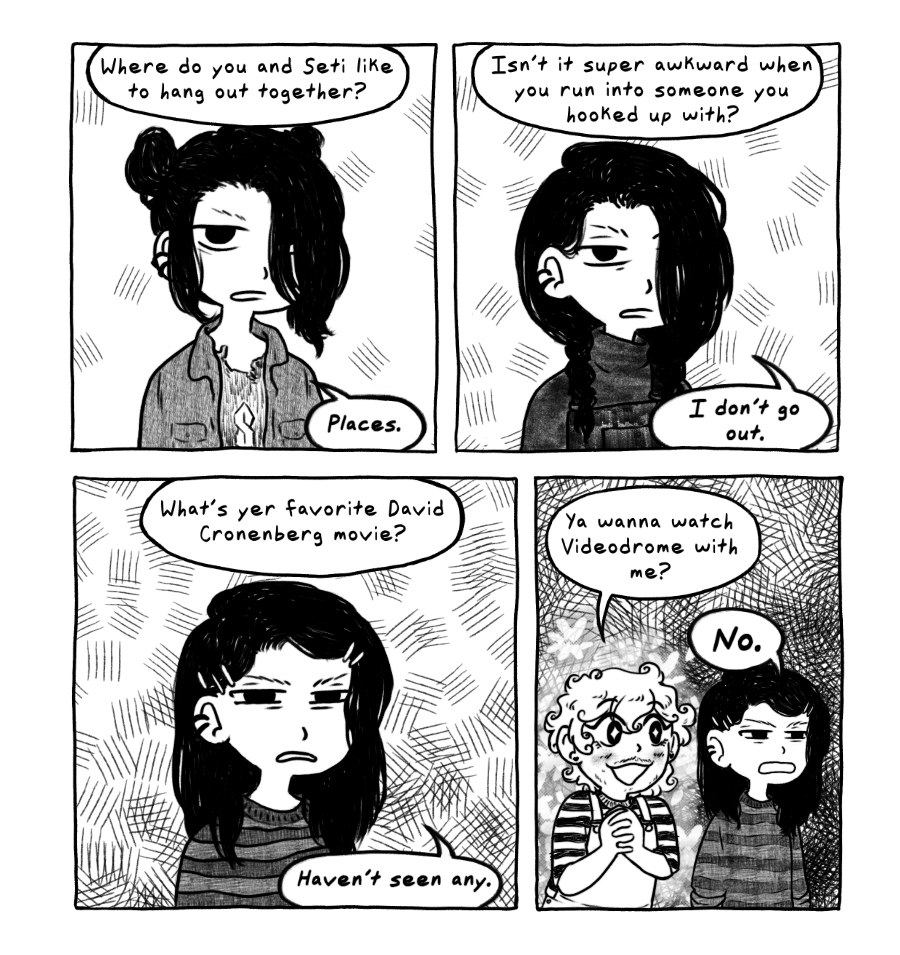 Where do you and Seti like
to hang out together?
Places.
Isn't it super awkward when
you run into someone you
hooked up with?
I don't go
out.
What's yer favorite David
Cronenberg movie?
Haven't seen any.
Ya wanna watch
Videodrome with
me?
No.